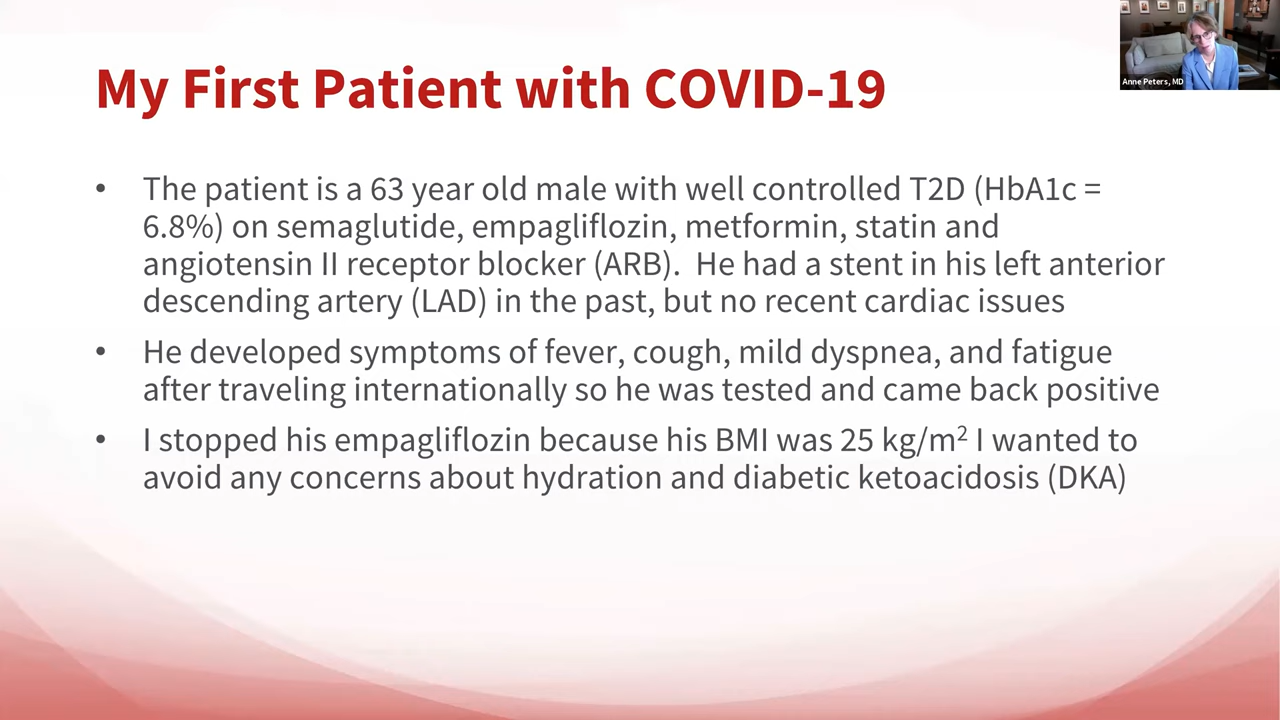 My First Patient with COVID-19
Anne Peters, MD
• The patient is a 63 year old male with well controlled T2D (HbA1c =
6.8%) on semaglutide, empagliflozin, metformin, statin and
angiotensin II receptor blocker (ARB).  He had a stent in his left anterior
descending artery (LAD) in the past, but no recent cardiac issues
• He developed symptoms of fever, cough, mild dyspnea, and fatigue
after traveling internationally so he was tested and came back positive
• I stopped his empagliflozin because his BMI was 25 kg/m² I wanted to
avoid any concerns about hydration and diabetic ketoacidosis (DKA)